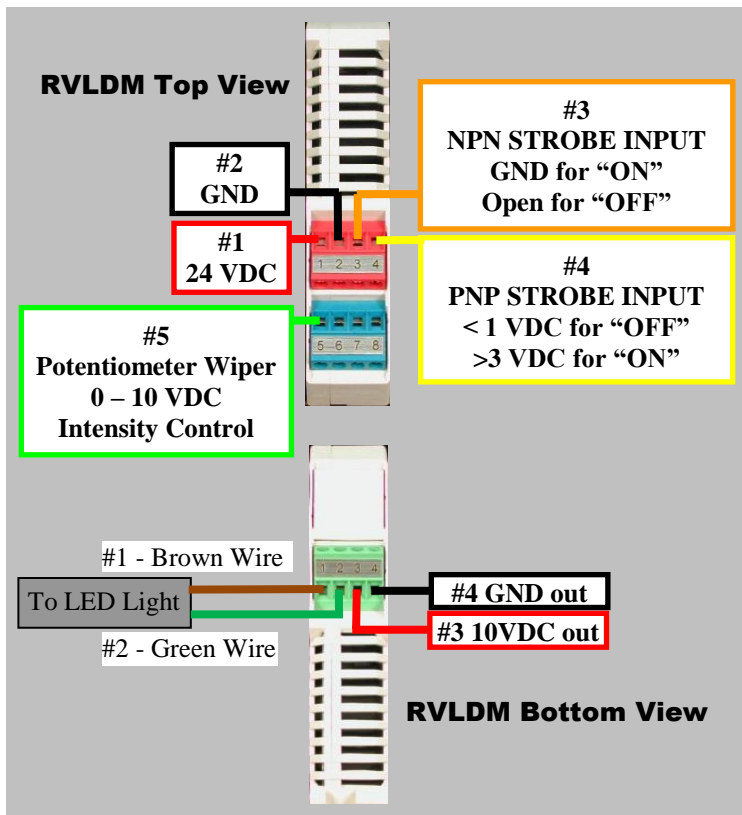 RVLDM Top View
#3
NPN STROBE INPUT
GND for “ON”
Open for “OFF”
#2
GND
#1
24 VDC
1 2 3 4
#4
PNP STROBE INPUT
< 1 VDC for “OFF”
>3 VDC for “ON”
5 6 7 8
#5
Potentiometer Wiper
0 – 10 VDC
Intensity Control
#1 - Brown Wire
1 2 3 4
To LED Light
#4 GND out
#3 10VDC out
#2 - Green Wire
RVLDM Bottom View